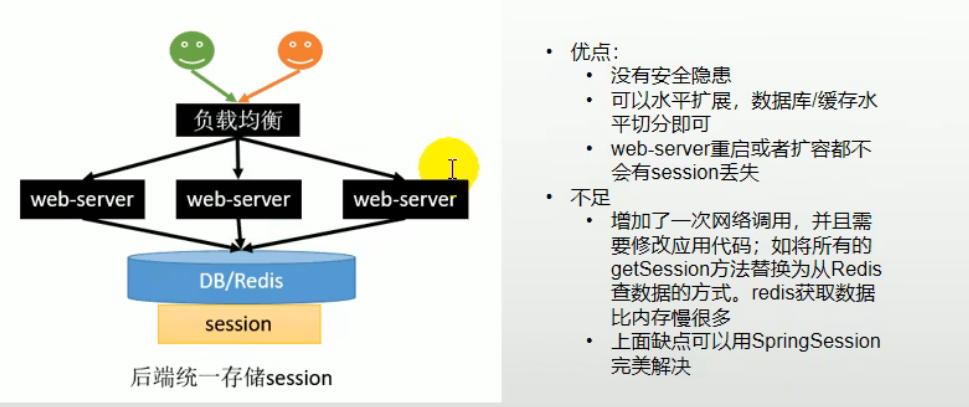 负载均衡
web-server
web-server
web-server
DB/Redis
session
后端统一存储session
• 优点：
• 没有安全隐患
• 可以水平扩展，数据库/缓存水
平切分即可
• web-server重启或者扩容都不
会有session丢失
• 不足
• 增加了一次网络调用，并且需
要修改应用代码；如将所有的
getSession方法替换为从Redis
查数据的方式。redis获取数据
比内存慢很多
• 上面缺点可以用SpringSession
完美解决